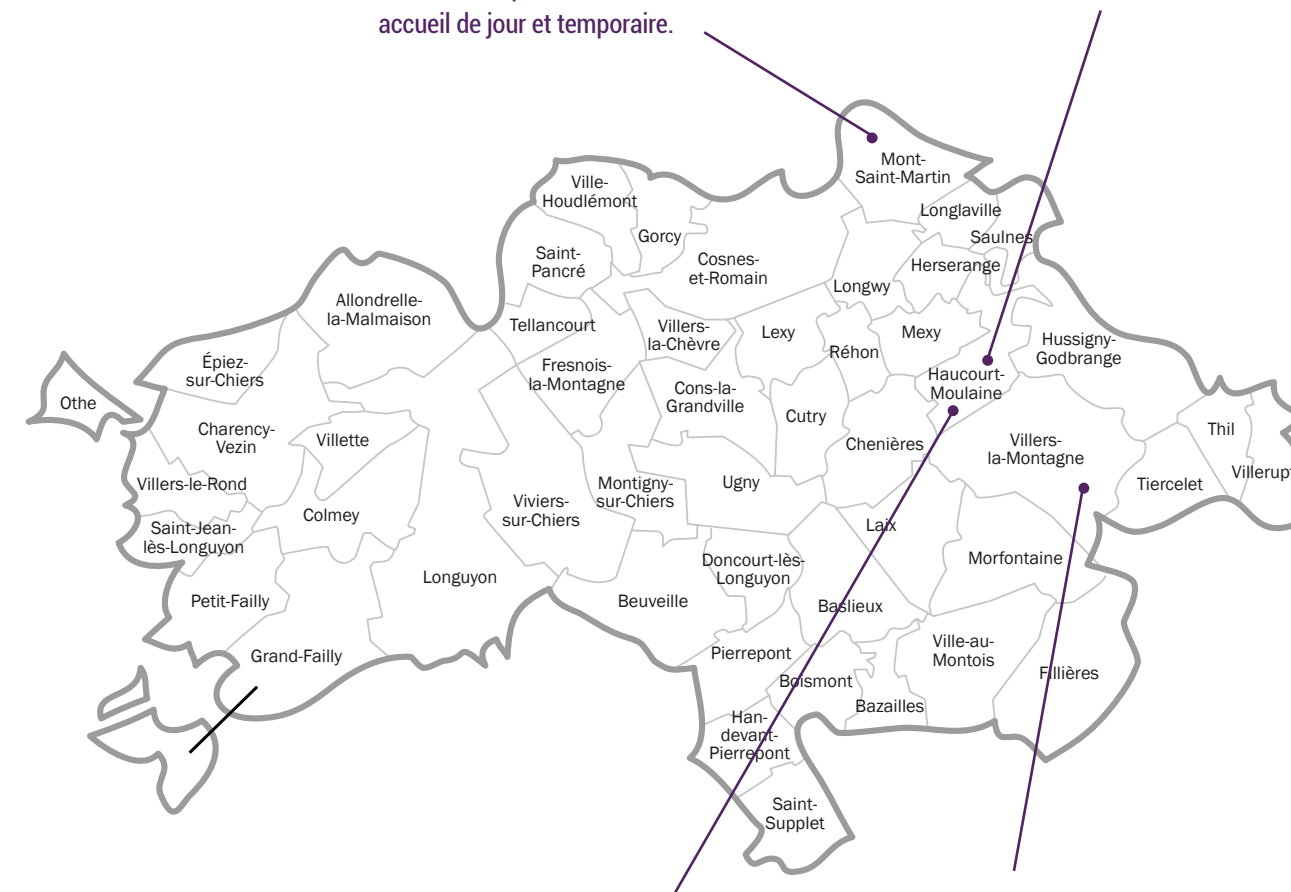 accueil de jour et temporaire.
Mont-
Saint-Martin
Ville-
Houdlémont
Longlaville
Gorcy
Saulnes
Saint-
Pancré
Cosnes-
et-Romain
Herserange
Longwy
Allondrelle-
la-Malmaison
Tellancourt
Villers-
la-Chèvre
Lexy
Mexy
Réhon
Hussigny-
Godbrange
Épiez-
sur-Chiers
Fresnois-
la-Montagne
Haucourt-
Moulaine
Othe
Cons-la-
Grandville
Cutry
Charency-
Vezin
Villette
Chenières
Villers-
la-Montagne
Thil
Villers-le-Rond
Montigny-
sur-Chiers
Ugny
Tiercelet
Villerupt
Viviers-
sur-Chiers
Colmey
Saint-Jean-
lès-Longuyon
Laix
Morfontaine
Longuyon
Doncourt-lès-
Longuyon
Petit-Failly
Beuveille
Baslieux
Grand-Failly
Pierrepont
Ville-au-
Montois
Boismont
Fillières
Bazailles
Han-
devant-
Pierrepont
Saint-
Supplet